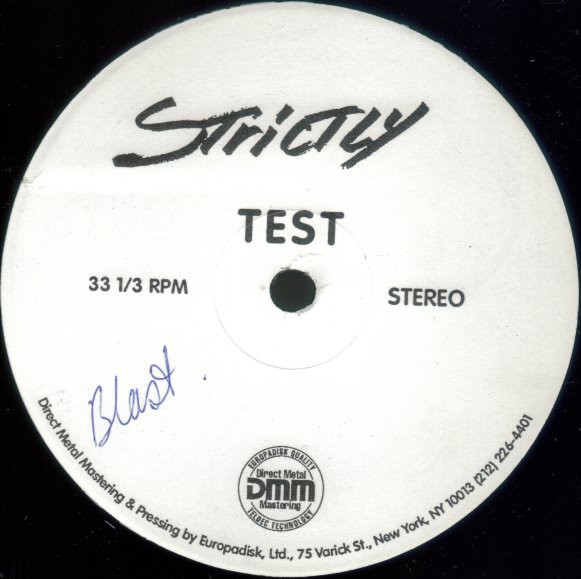 Strictly
TEST
33 1/3 RPM
STEREO
Blast.
EUROPADISK QUALITY
Direct Metal
DMM
Mastering
TELDEC TECHNOLOGY
Direct Metal Mastering & Pressing by Europadisk, Ltd., 75 Varick St., New York, NY 10013 (212) 226-4401